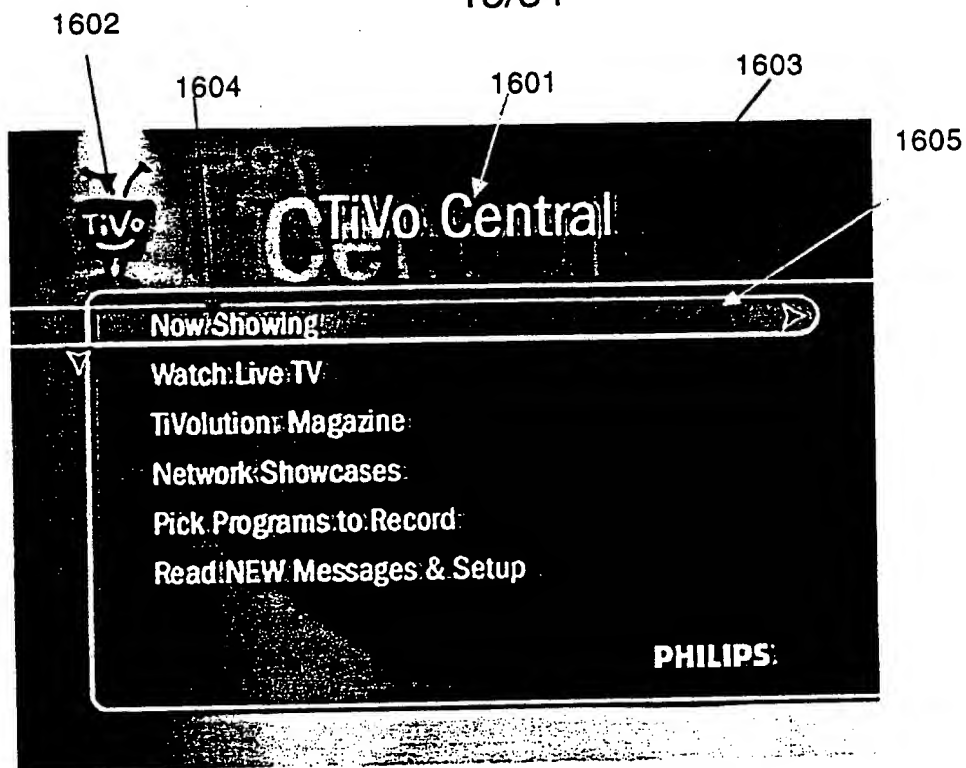 1602
1604
1601
1603
1605
TiVo
TiVo Central
Now Showing
Watch Live TV
TiVolution Magazine
Network Showcases
Pick Programs to Record
Read NEW Messages & Setup
PHILIPS